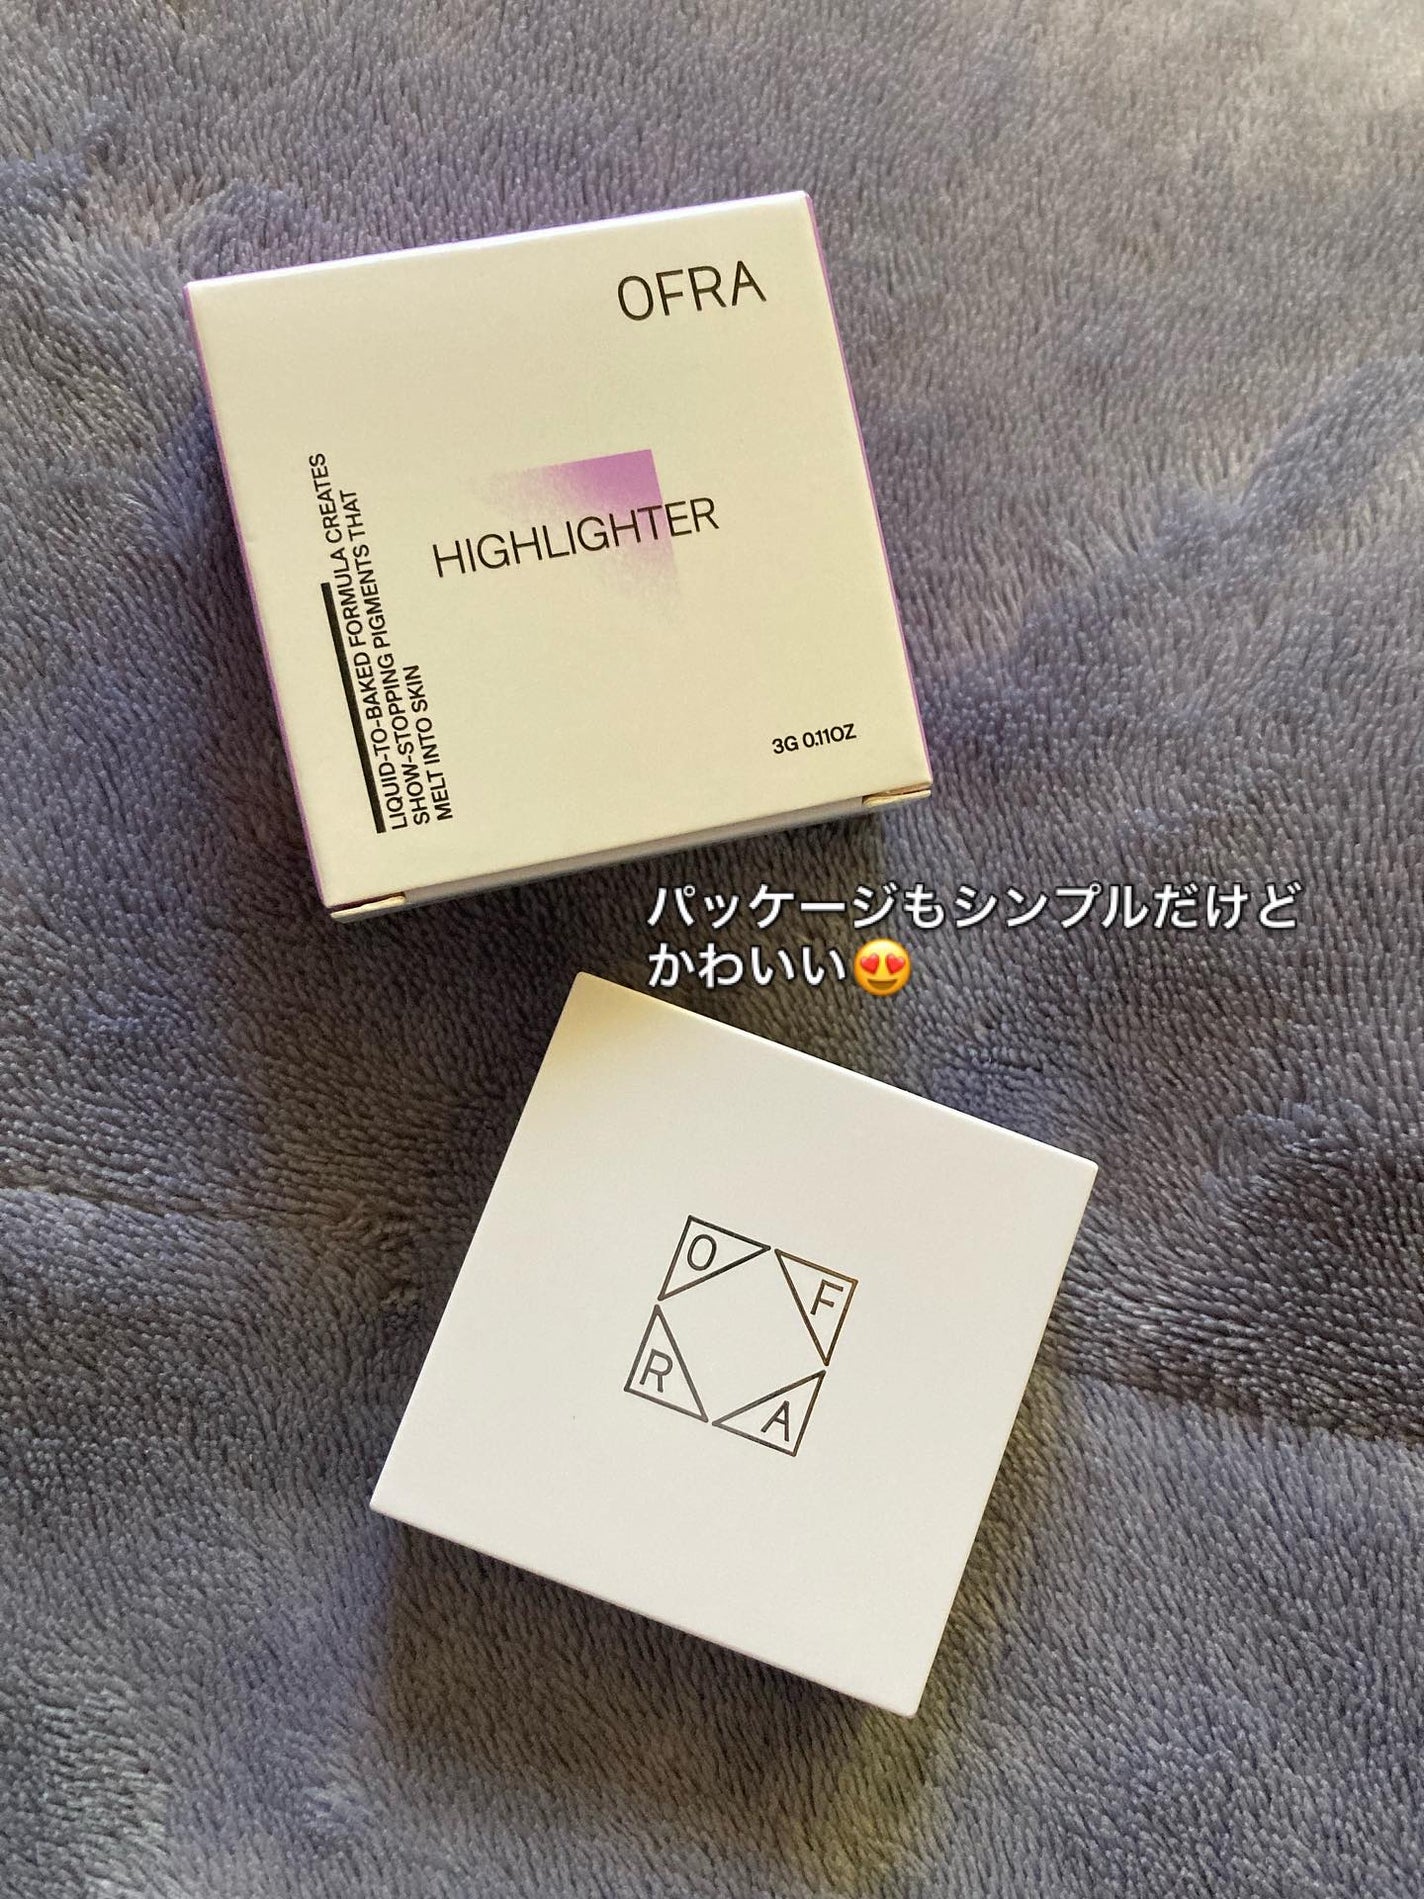 OFRA
HIGHLIGHTER
LIQUID-TO-BAKED FORMULA CREATES
SHOW-STOPPING PIGMENTS THAT
MELT INTO SKIN
3G 0.11OZ
パッケージもシンプルだけど
かわいい😍
O F
R A